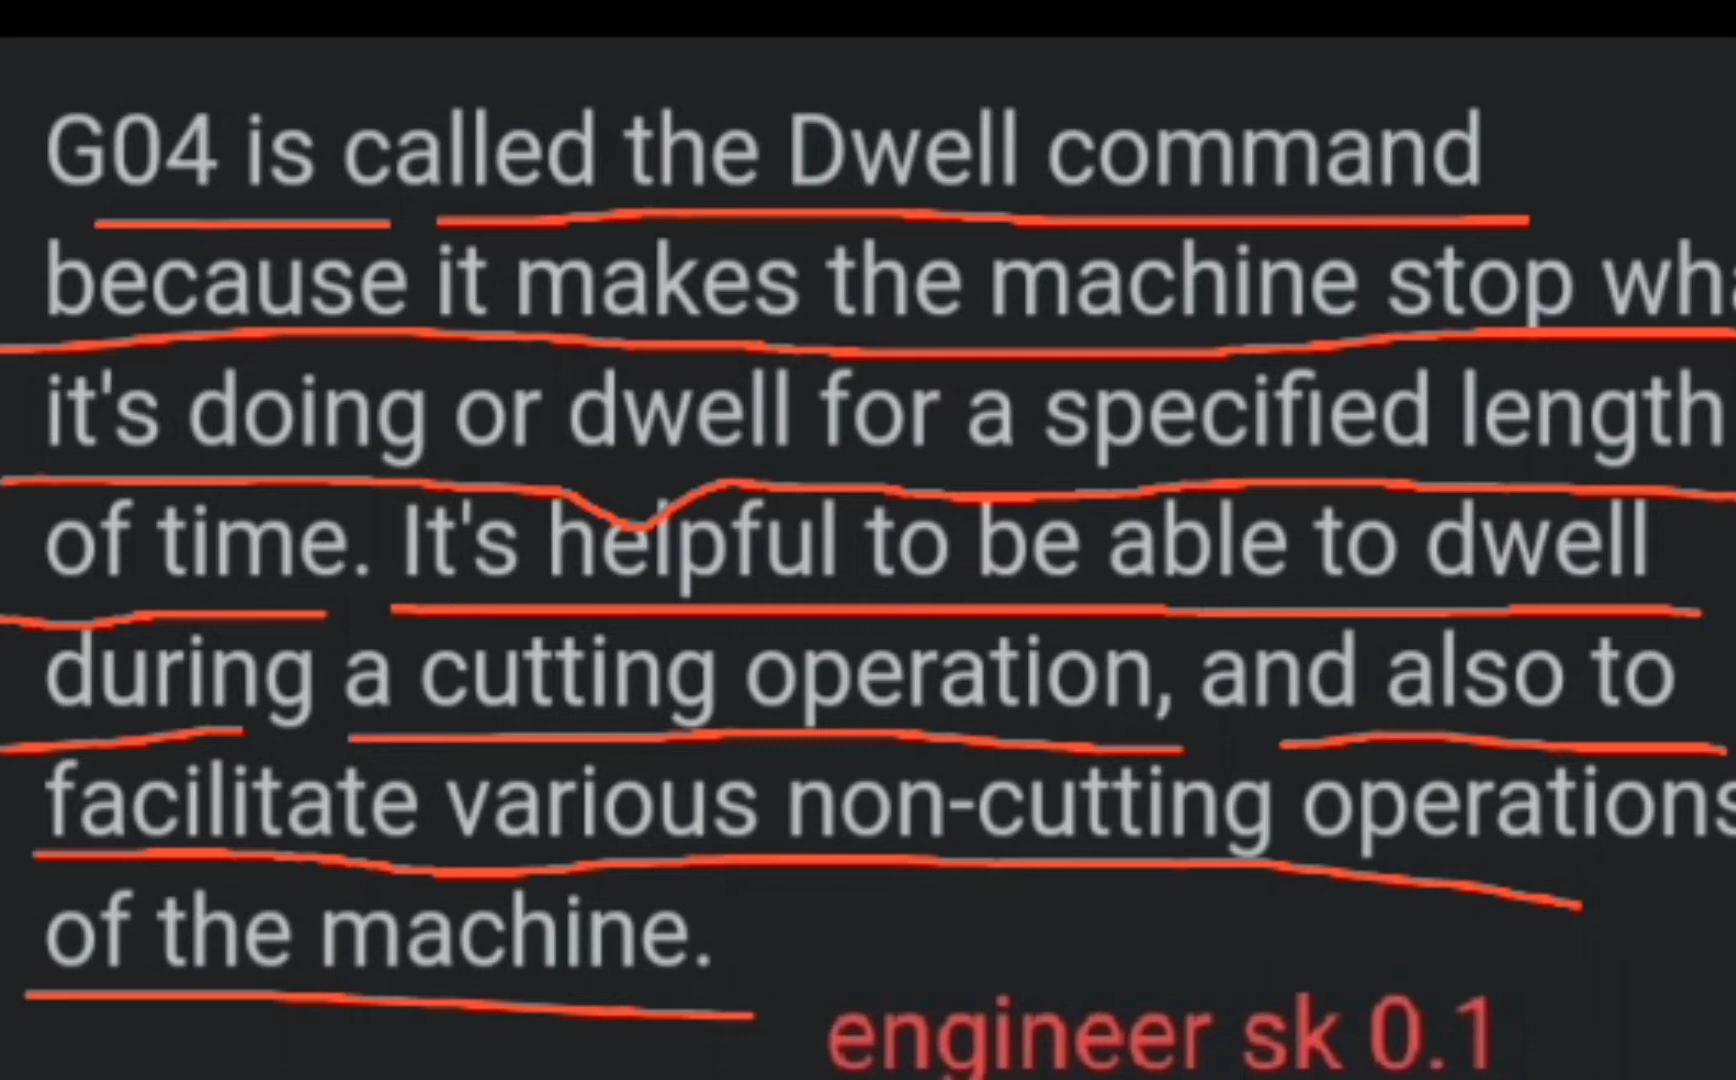 G04 is called the Dwell command
because it makes the machine stop wha
it's doing or dwell for a specified length
of time. It's helpful to be able to dwell
during a cutting operation, and also to
facilitate various non-cutting operations
of the machine.
engineer sk 0.1